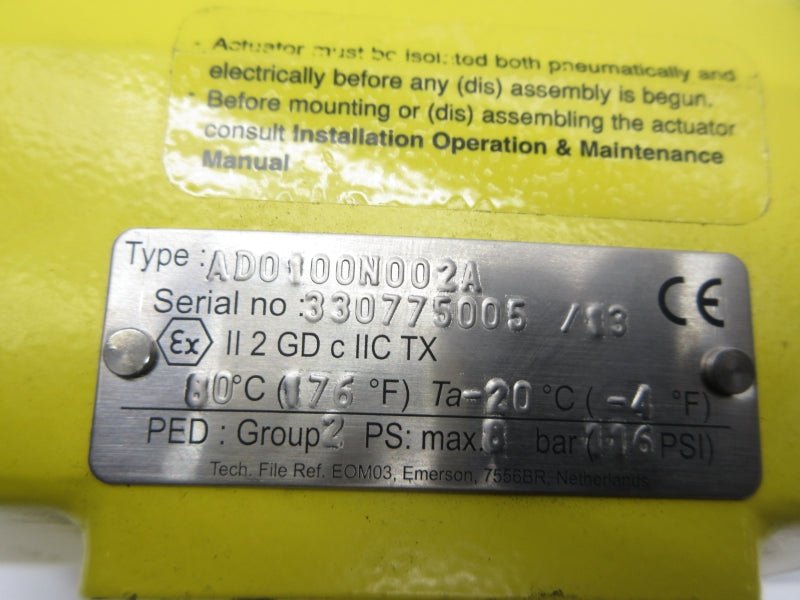 · Actuator must be isolated both pneumatically and
electrically before any (dis) assembly is begun.
· Before mounting or (dis) assembling the actuator
consult Installation Operation & Maintenance
Manual
Type : AD0100N002A
Serial no : 330775005 /13
CE
Ex II 2 GD c IIC TX
80°C (176 °F) Ta-20 °C ( -4 °F)
PED : Group2 PS: max.8 bar (116 PSI)
Tech. File Ref. EOM03, Emerson, 7556BR, Netherlands